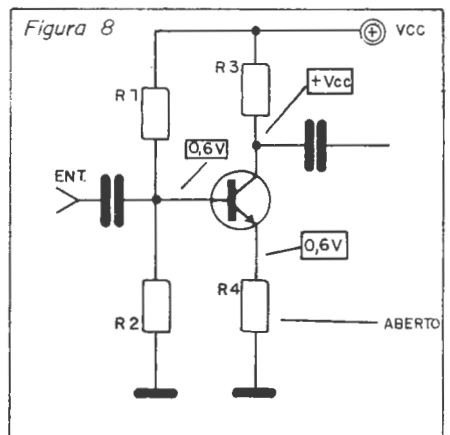 Figura 8
VCC
R3
R1
+Vcc
0,6V
ENT.
0,6V
R4
R2
ABERTO